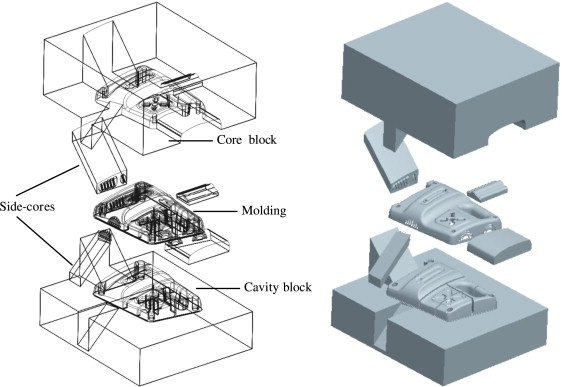 Core block
Side-cores
Molding
Cavity block